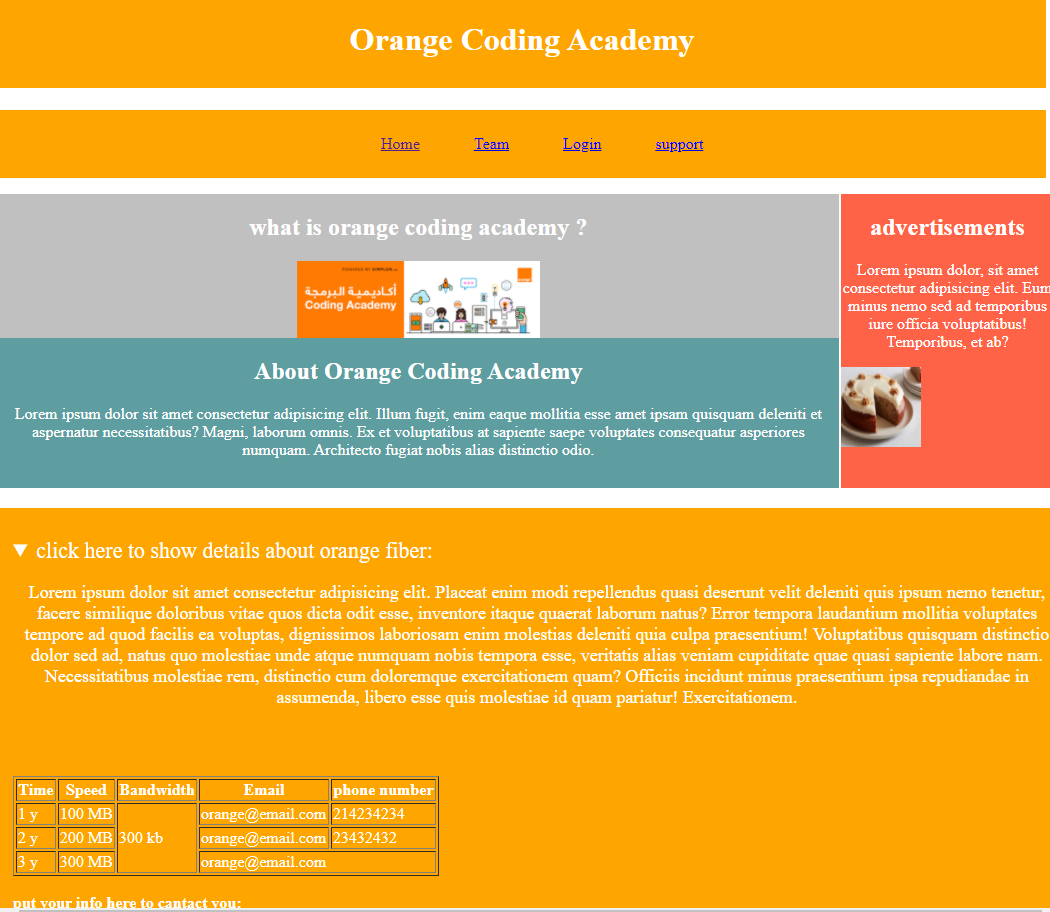 Orange Coding Academy
Home Team Login support
what is orange coding academy ?
POWERED BY SIMPLON
أكاديمية البرمجة
Coding Academy
About Orange Coding Academy
Lorem ipsum dolor sit amet consectetur adipisicing elit. Illum fugit, enim eaque mollitia esse amet ipsam quisquam deleniti et
aspernatur necessitatibus? Magni, laborum omnis. Ex et voluptatibus at sapiente saepe voluptates consequatur asperiores
numquam. Architecto fugiat nobis alias distinctio odio.
advertisements
Lorem ipsum dolor, sit amet
consectetur adipisicing elit. Eum
minus nemo sed ad temporibus
iure officia voluptatibus!
Temporibus, et ab?
click here to show details about orange fiber:
Lorem ipsum dolor sit amet consectetur adipisicing elit. Placeat enim modi repellendus quasi deserunt velit deleniti quis ipsum nemo tenetur,
facere similique doloribus vitae quos dicta odit esse, inventore itaque quaerat laborum natus? Error tempora laudantium mollitia voluptates
tempore ad quod facilis ea voluptas, dignissimos laboriosam enim molestias deleniti quia culpa praesentium! Voluptatibus quisquam distinctio
dolor sed ad, natus quo molestiae unde atque numquam nobis tempora esse, veritatis alias veniam cupiditate quae quasi sapiente labore nam.
Necessitatibus molestiae rem, distinctio cum doloremque exercitationem quam? Officiis incidunt minus praesentium ipsa repudiandae in
assumenda, libero esse quis molestiae id quam pariatur! Exercitationem.
Time Speed Bandwidth Email phone number
1 y 100 MB 300 kb orange@email.com 214234234
2 y 200 MB orange@email.com 23432432
3 y 300 MB orange@email.com
put your info here to cantact you: